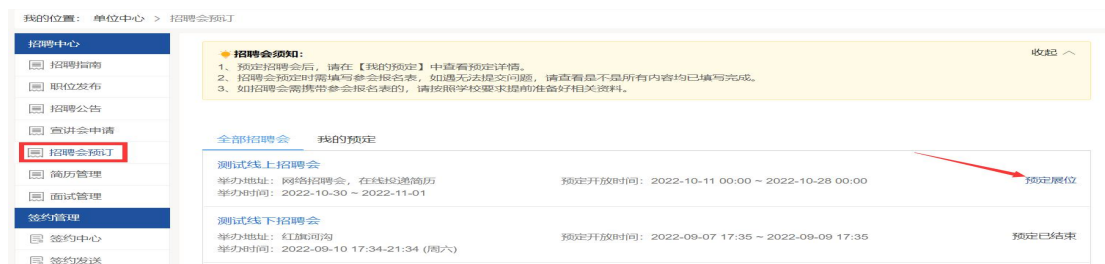 我的位置： 单位中心 > 招聘会预订
招聘中心
招聘指南
职位发布
招聘公告
宣讲会申请
招聘会预订
简历管理
面试管理
签约管理
签约中心
签约发送
招聘会须知：
收起
1、预定招聘会后，请在【我的预定】中查看预定详情。
2、招聘会预定时需填写参会报名表，如遇无法提交问题，请查看是不是所有内容均已填写完成。
3、如招聘会需携带参会报名表的，请按照学校要求提前准备好相关资料。
全部招聘会 我的预定
测试线上招聘会
举办地址： 网络招聘会，在线投递简历 预定开放时间： 2022-10-11 00:00 ~ 2022-10-28 00:00 预定展位
举办时间： 2022-10-30 ~ 2022-11-01
测试线下招聘会
举办地址： 红旗河沟 预定开放时间： 2022-09-07 17:35 ~ 2022-09-09 17:35 预定已结束
举办时间： 2022-09-10 17:34-21:34 (周六)